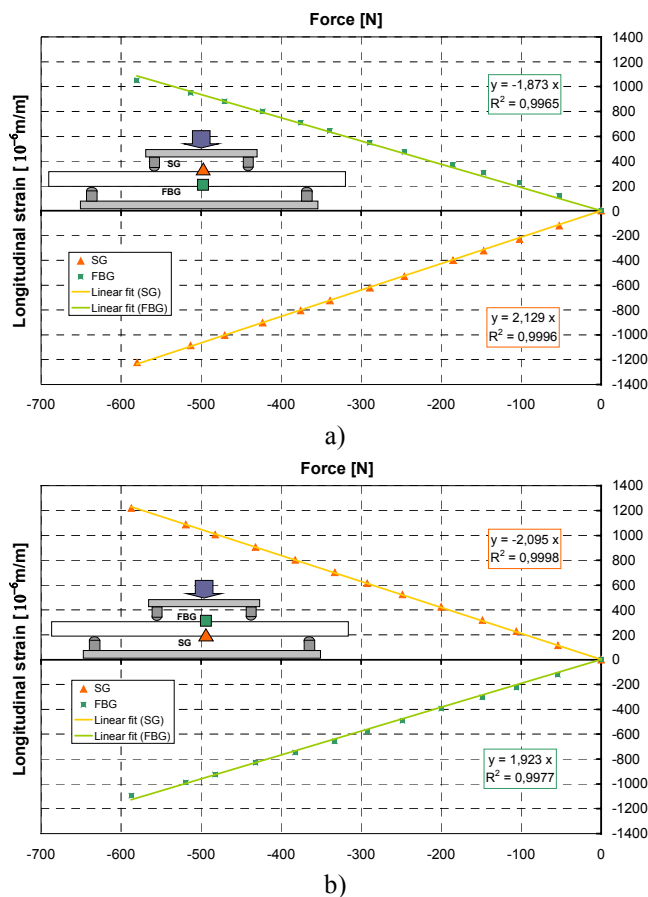 Force [N]
1400
1200
1000
800
600
400
200
0
-200
-400
-600
-800
-1000
-1200
-1400
Longitudinal strain [ 10⁻⁶m/m]
y = -1,873 x
R² = 0,9965
SG
FBG
SG
FBG
Linear fit (SG)
Linear fit (FBG)
y = 2,129 x
R² = 0,9996
-700 -600 -500 -400 -300 -200 -100 0
a)
Force [N]
1400
1200
1000
800
600
400
200
0
-200
-400
-600
-800
-1000
-1200
-1400
Longitudinal strain [ 10⁻⁶m/m]
y = -2,095 x
R² = 0,9998
FBG
SG
SG
FBG
Linear fit (SG)
Linear fit (FBG)
y = 1,923 x
R² = 0,9977
-700 -600 -500 -400 -300 -200 -100 0
b)